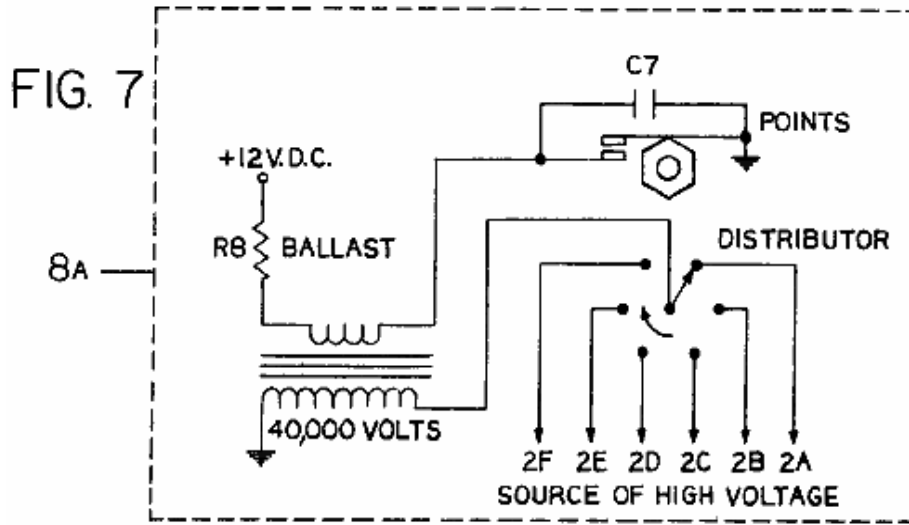 FIG. 7
C7
POINTS
+12V.D.C.
R8 BALLAST
DISTRIBUTOR
8A
40,000 VOLTS
2F 2E 2D 2C 2B 2A
SOURCE OF HIGH VOLTAGE